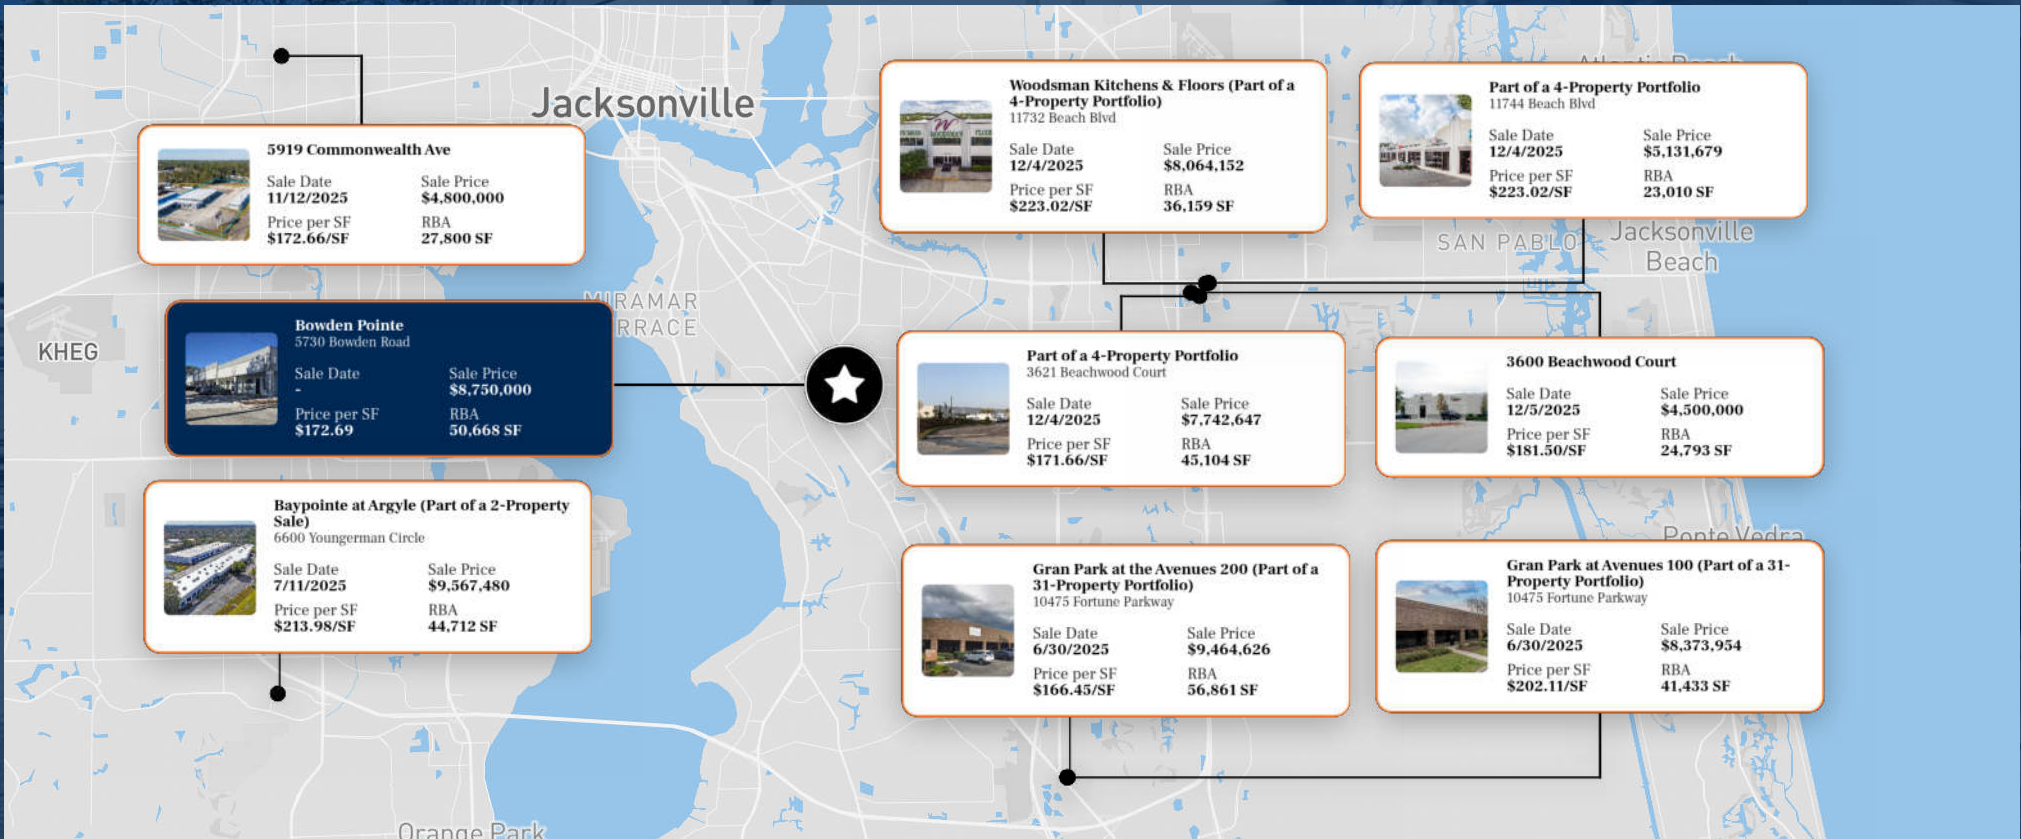 Jacksonville
Atlantic Beach
SAN PABLO
Jacksonville
Beach
MIRAMAR
RRACE
KHEG
Ponte Vedra
Orange Park
5919 Commonwealth Ave
Sale Date Sale Price
11/12/2025 $4,800,000
Price per SF RBA
$172.66/SF 27,800 SF
Woodsman Kitchens & Floors (Part of a
4-Property Portfolio)
11732 Beach Blvd
Sale Date Sale Price
12/4/2025 $8,064,152
Price per SF RBA
$223.02/SF 36,159 SF
Part of a 4-Property Portfolio
11744 Beach Blvd
Sale Date Sale Price
12/4/2025 $5,131,679
Price per SF RBA
$223.02/SF 23,010 SF
Bowden Pointe
5730 Bowden Road
Sale Date Sale Price
- $8,750,000
Price per SF RBA
$172.69 50,668 SF
Part of a 4-Property Portfolio
3621 Beachwood Court
Sale Date Sale Price
12/4/2025 $7,742,647
Price per SF RBA
$171.66/SF 45,104 SF
3600 Beachwood Court
Sale Date Sale Price
12/5/2025 $4,500,000
Price per SF RBA
$181.50/SF 24,793 SF
Baypointe at Argyle (Part of a 2-Property
Sale)
6600 Youngerman Circle
Sale Date Sale Price
7/11/2025 $9,567,480
Price per SF RBA
$213.98/SF 44,712 SF
Gran Park at the Avenues 200 (Part of a
31-Property Portfolio)
10475 Fortune Parkway
Sale Date Sale Price
6/30/2025 $9,464,626
Price per SF RBA
$166.45/SF 56,861 SF
Gran Park at Avenues 100 (Part of a 31-
Property Portfolio)
10475 Fortune Parkway
Sale Date Sale Price
6/30/2025 $8,373,954
Price per SF RBA
$202.11/SF 41,433 SF